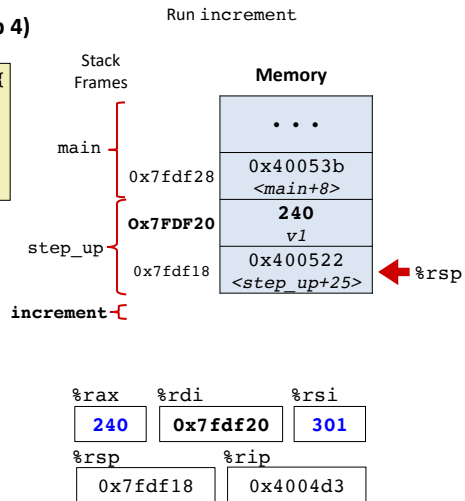 Run increment
4)
{
Stack
Frames
Memory
• • •
main
0x7fdf28
0x40053b
<main+8>
0x7FDF20
240
v1
step_up
0x7fdf18
0x400522
<step_up+25>
%rsp
increment
%rax %rdi %rsi
240 0x7fdf20 301
%rsp %rip
0x7fdf18 0x4004d3